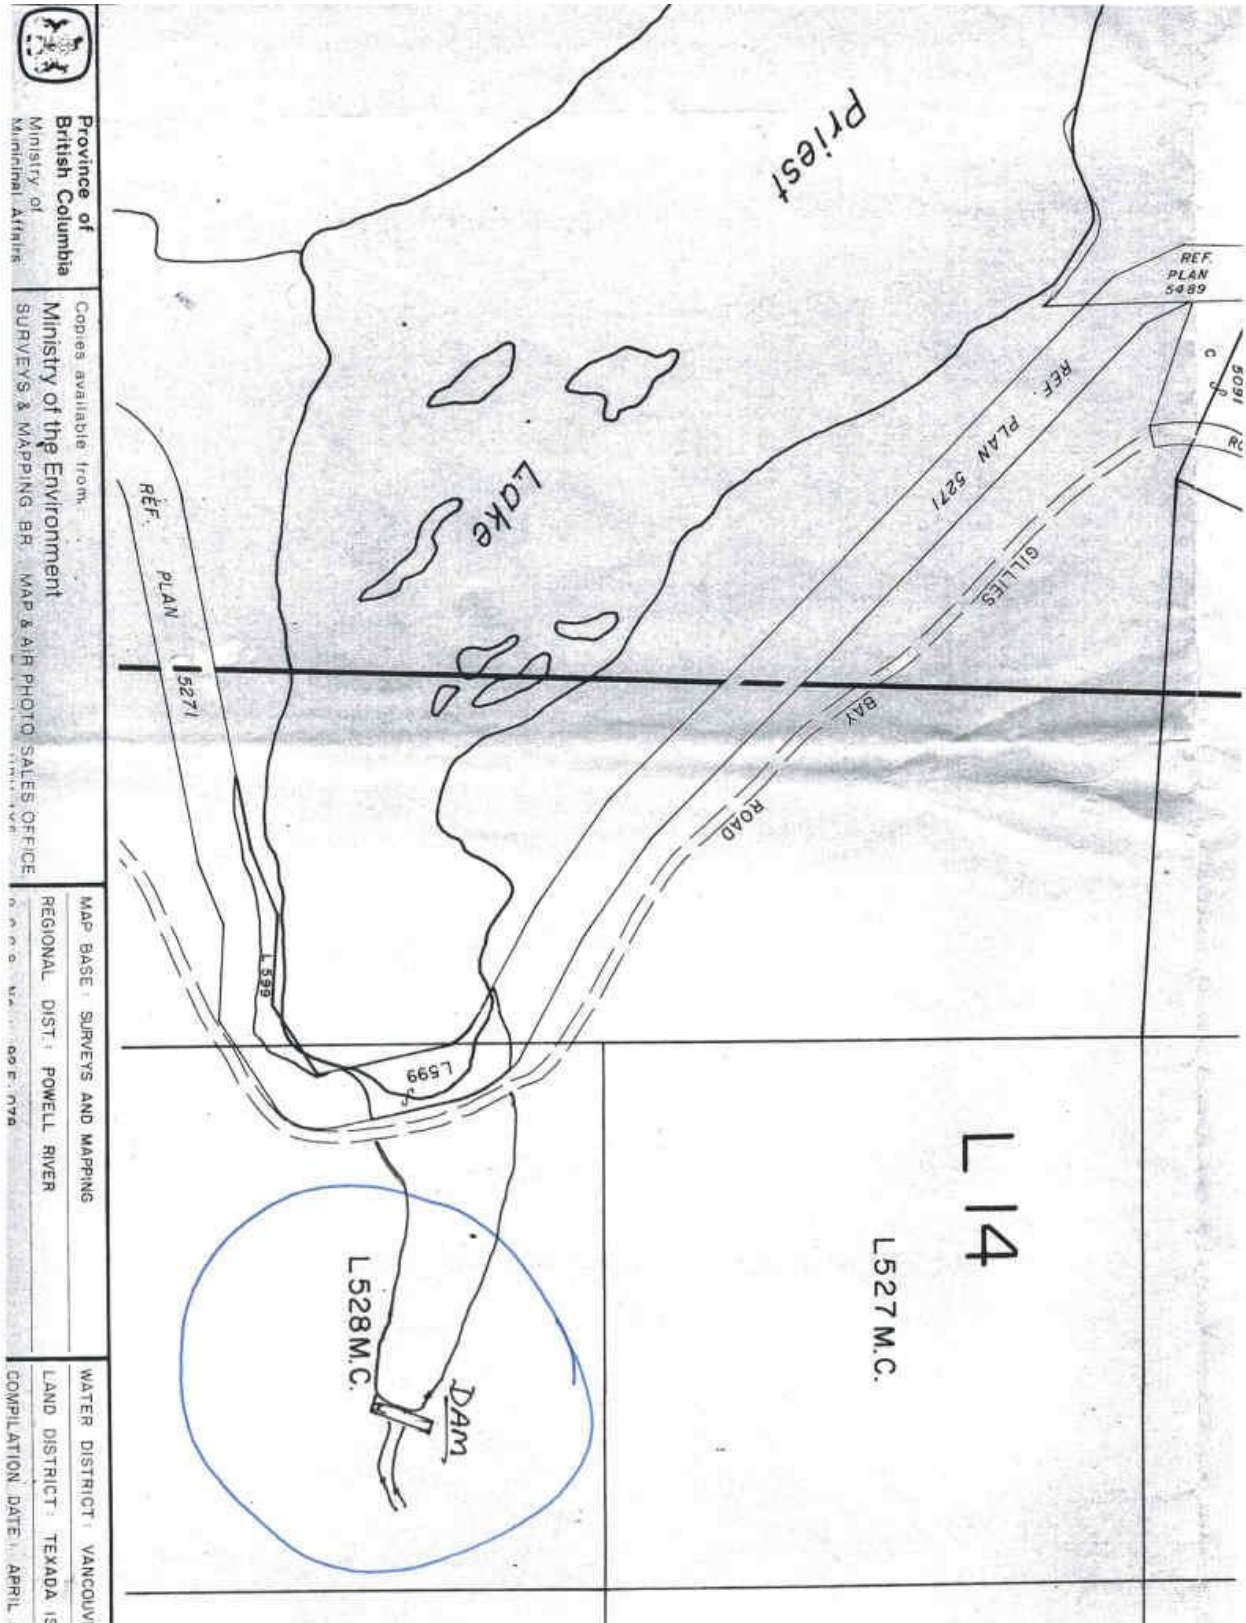 Priest
Lake
REF.
PLAN
5489
5091
C
REF. PLAN 5271
GILLIES
BAY
ROAD
REF. PLAN 5271
L 599
L599
L 14
L527 M.C.
L 528 M.C.
DAM
Province of
British Columbia
Ministry of
Municipal Affairs
Copies available from:
Ministry of the Environment
SURVEYS & MAPPING BR. MAP & AIR PHOTO SALES OFFICE
MAP BASE : SURVEYS AND MAPPING
REGIONAL DIST. : POWELL RIVER
WATER DISTRICT : VANCOUV
LAND DISTRICT : TEXADA IS
COMPILATION DATE : APRIL